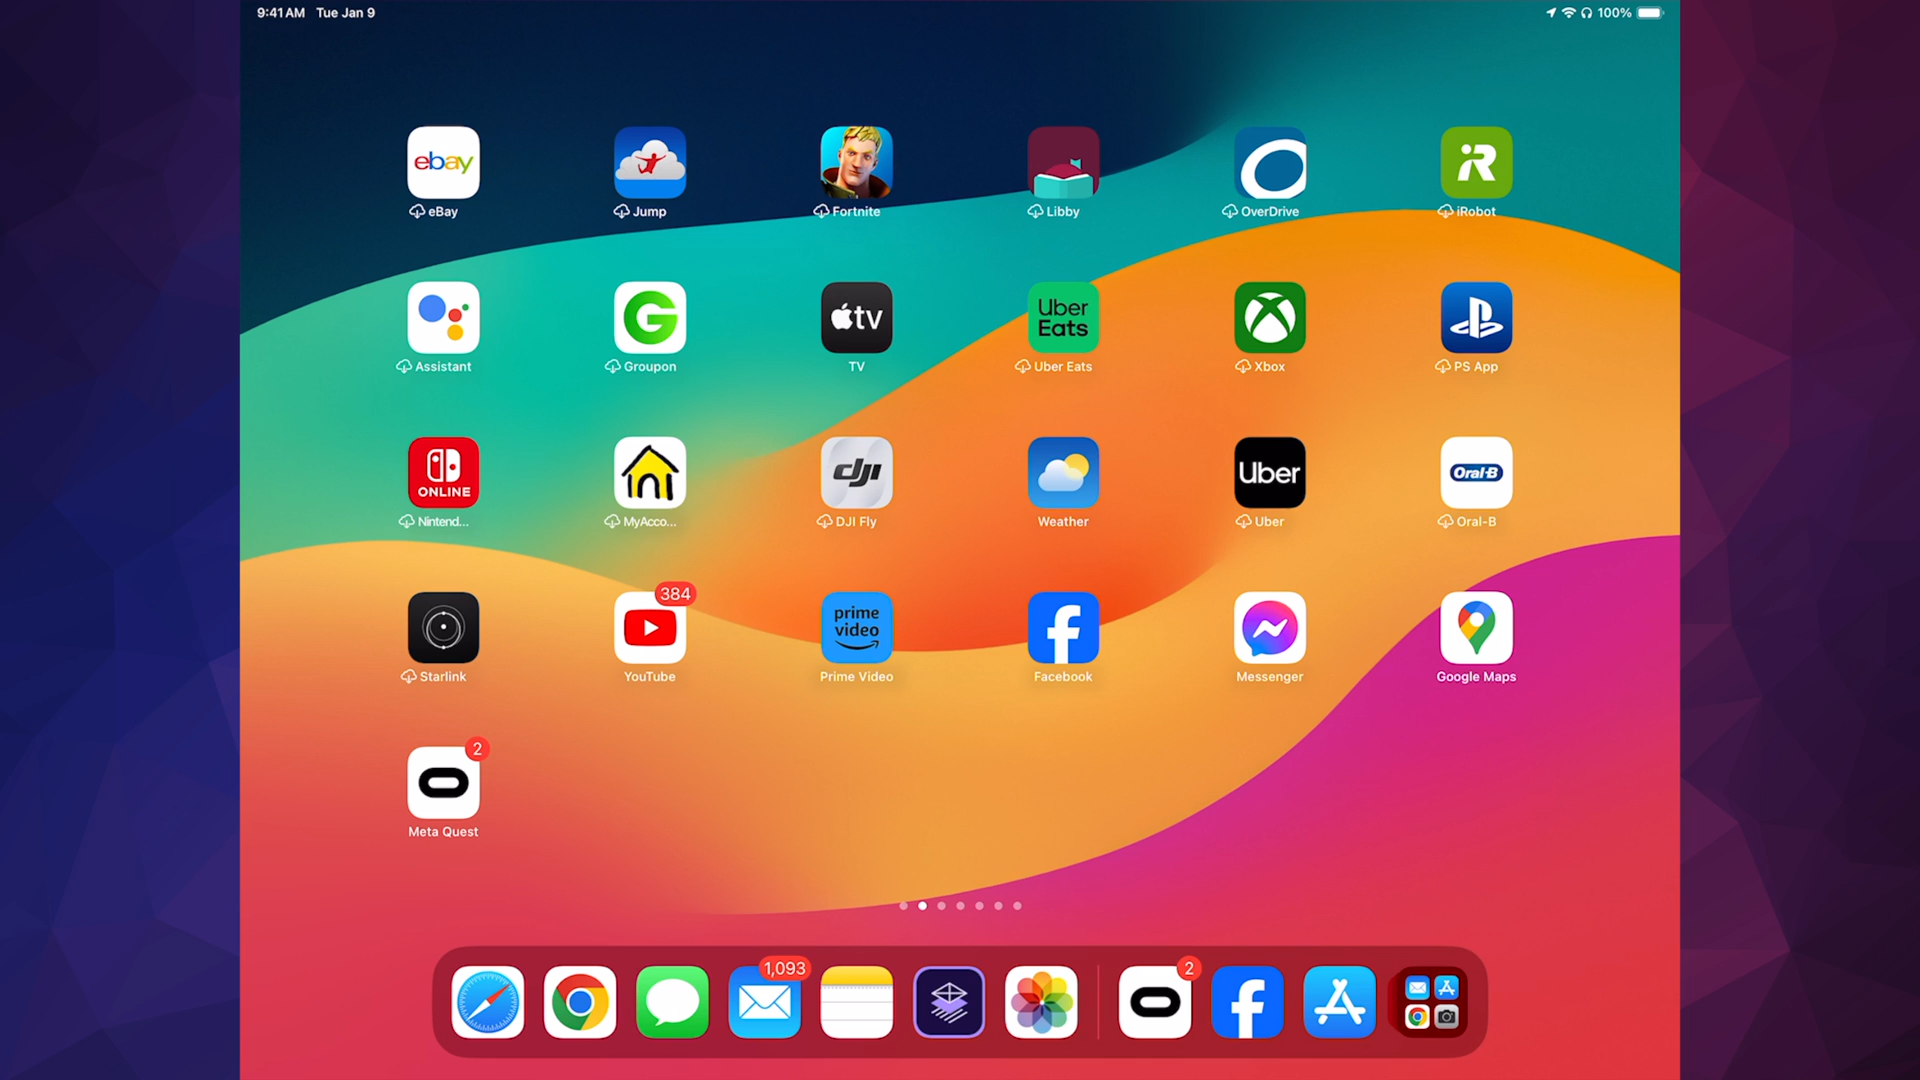 9:41 AM Tue Jan 9
100%
ebay
eBay
Jump
Fortnite
Libby
OverDrive
iR
iRobot
Assistant
G
Groupon
tv
TV
Uber
Eats
Uber Eats
Xbox
PS App
ONLINE
Nintend...
MyAcco...
dji
DJI Fly
Weather
Uber
Uber
Oral-B
Oral-B
Starlink
384
YouTube
prime
video
Prime Video
f
Facebook
Messenger
Google Maps
2
Meta Quest
1,093
2
f